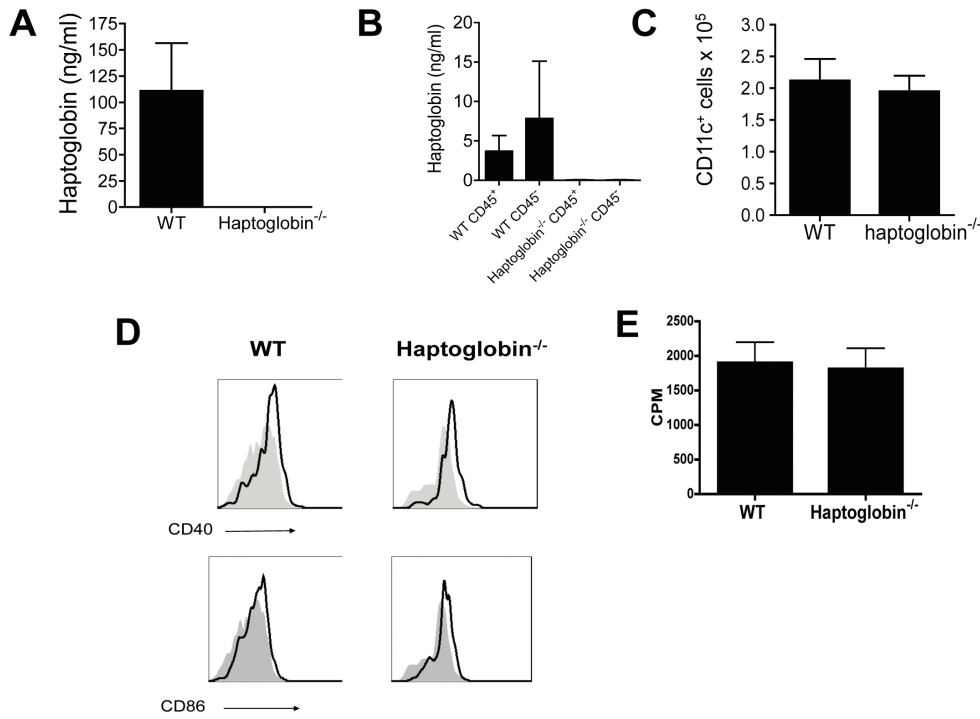 A
Haptoglobin (ng/ml)
175
150
125
100
75
50
25
0
WT
Haptoglobin-/-
B
Haptoglobin (ng/ml)
20
15
10
5
0
WT CD45+
WT CD45-
Haptoglobin-/- CD45+
Haptoglobin-/- CD45-
C
CD11c+ cells x 10⁵
3.0
2.5
2.0
1.5
1.0
0.5
0.0
WT
haptoglobin-/-
D
WT
Haptoglobin-/-
CD40
CD86
E
CPM
2500
2000
1500
1000
500
0
WT
Haptoglobin-/-